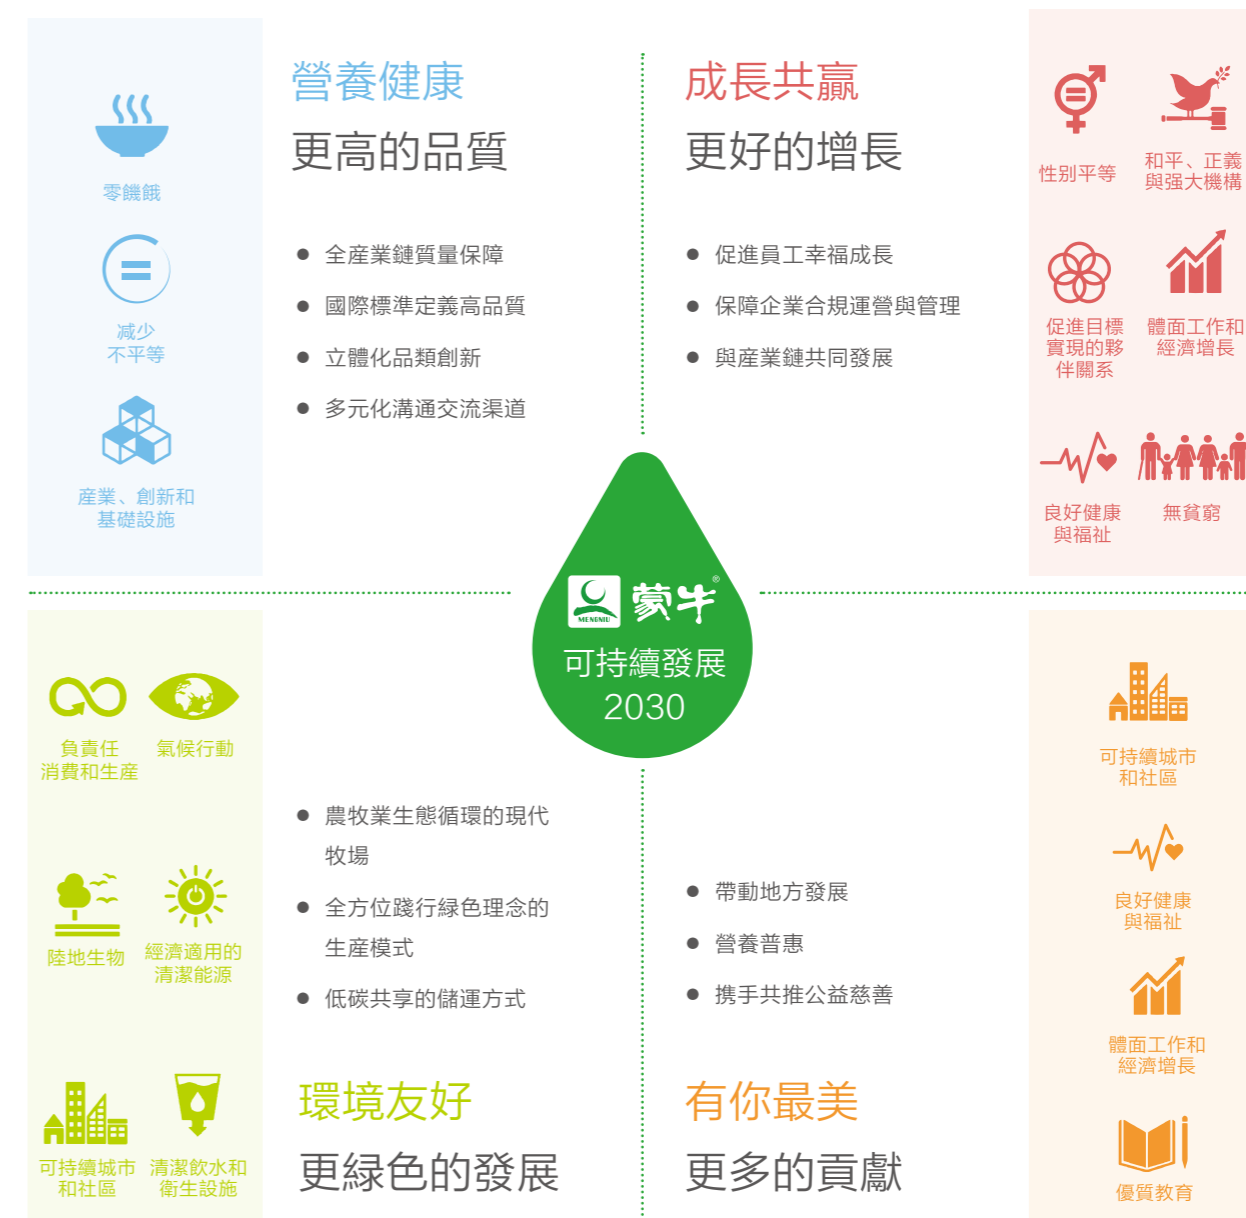 零饑餓
減少
不平等
產業、創新和
基礎設施
營養健康
更高的品質
全産業鏈質量保障
國際標準定義高品質
立體化品類創新
多元化溝通交流渠道
成長共贏
更好的增長
促進員工幸福成長
保障企業合規運營與管理
與産業鏈共同發展
性別平等
和平、正義
與强大機構
促進目標
實現的夥
伴關系
體面工作和
經濟增長
良好健康
與福祉
無貧窮
MENGNIU
蒙牛®
可持續發展
2030
負責任
消費和生産
氣候行動
陸地生物
經濟適用的
清潔能源
可持續城市
和社區
清潔飲水和
衛生設施
農牧業生態循環的現代
牧場
全方位踐行緑色理念的
生産模式
低碳共享的儲運方式
環境友好
更緑色的發展
帶動地方發展
營養普惠
携手共推公益慈善
有你最美
更多的貢獻
可持續城市
和社區
良好健康
與福祉
體面工作和
經濟增長
優質教育